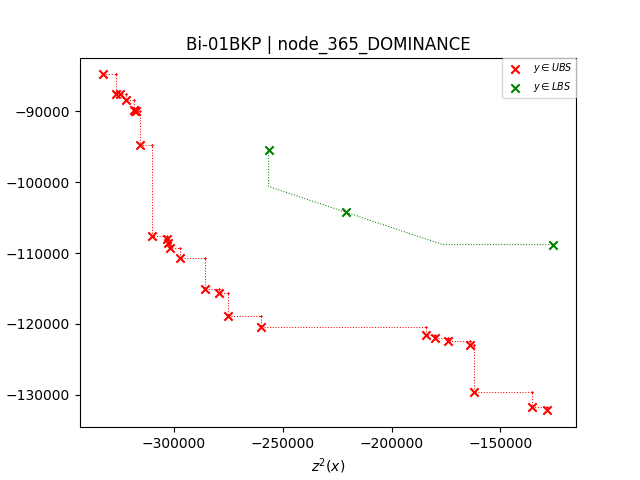 Bi-01BKP | node_365_DOMINANCE
y ∈ UBS
y ∈ LBS
−90000
−100000
−110000
−120000
−130000
−300000
−250000
−200000
−150000
z²(x)